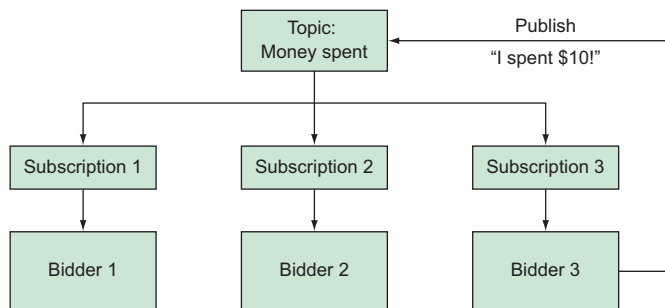 Topic:
Money spent
Publish
“I spent $10!”
Subscription 1
Subscription 2
Subscription 3
Bidder 1
Bidder 2
Bidder 3